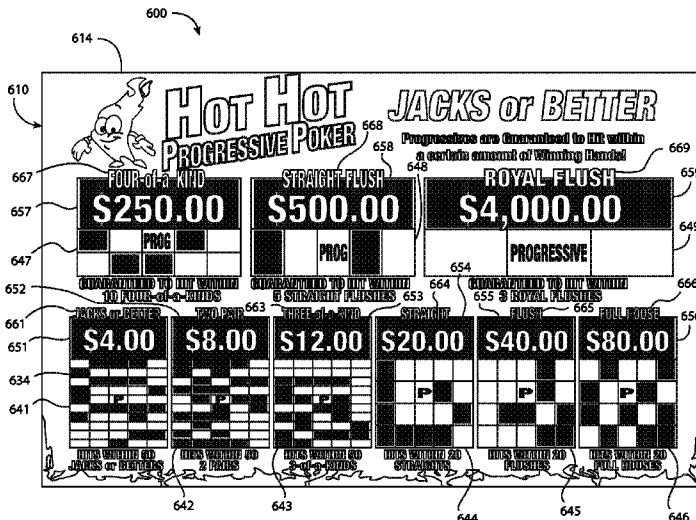 600
614
610
HOT HOT
PROGRESSIVE POKER
JACKS or BETTER
Progressives are Guaranteed to Hit within
a certain amount of Winning Hands!
667
668
658
648
669
659
FOUR-of-a-KIND
STRAIGHT FLUSH
ROYAL FLUSH
657
$250.00
$500.00
$4,000.00
647
PROG
PROG
PROGRESSIVE
649
GUARANTEED TO HIT WITHIN
10 FOUR-of-a-KINDS
GUARANTEED TO HIT WITHIN
5 STRAIGHT FLUSHES
GUARANTEED TO HIT WITHIN
3 ROYAL FLUSHES
652
663
653
664
654
655
665
666
661
JACKS or BETTER
TWO PAIR
THREE-of-a-KIND
STRAIGHT
FLUSH
FULL HOUSE
651
$4.00
$8.00
$12.00
$20.00
$40.00
$80.00
656
634
641
P
P
P
P
P
P
HITS WITHIN 50
JACKS or BETTERS
HITS WITHIN 50
2 PAIRS
HITS WITHIN 50
3-of-a-KINDS
HITS WITHIN 20
STRAIGHTS
HITS WITHIN 20
FLUSHES
HITS WITHIN 20
FULL HOUSES
642
643
644
645
646